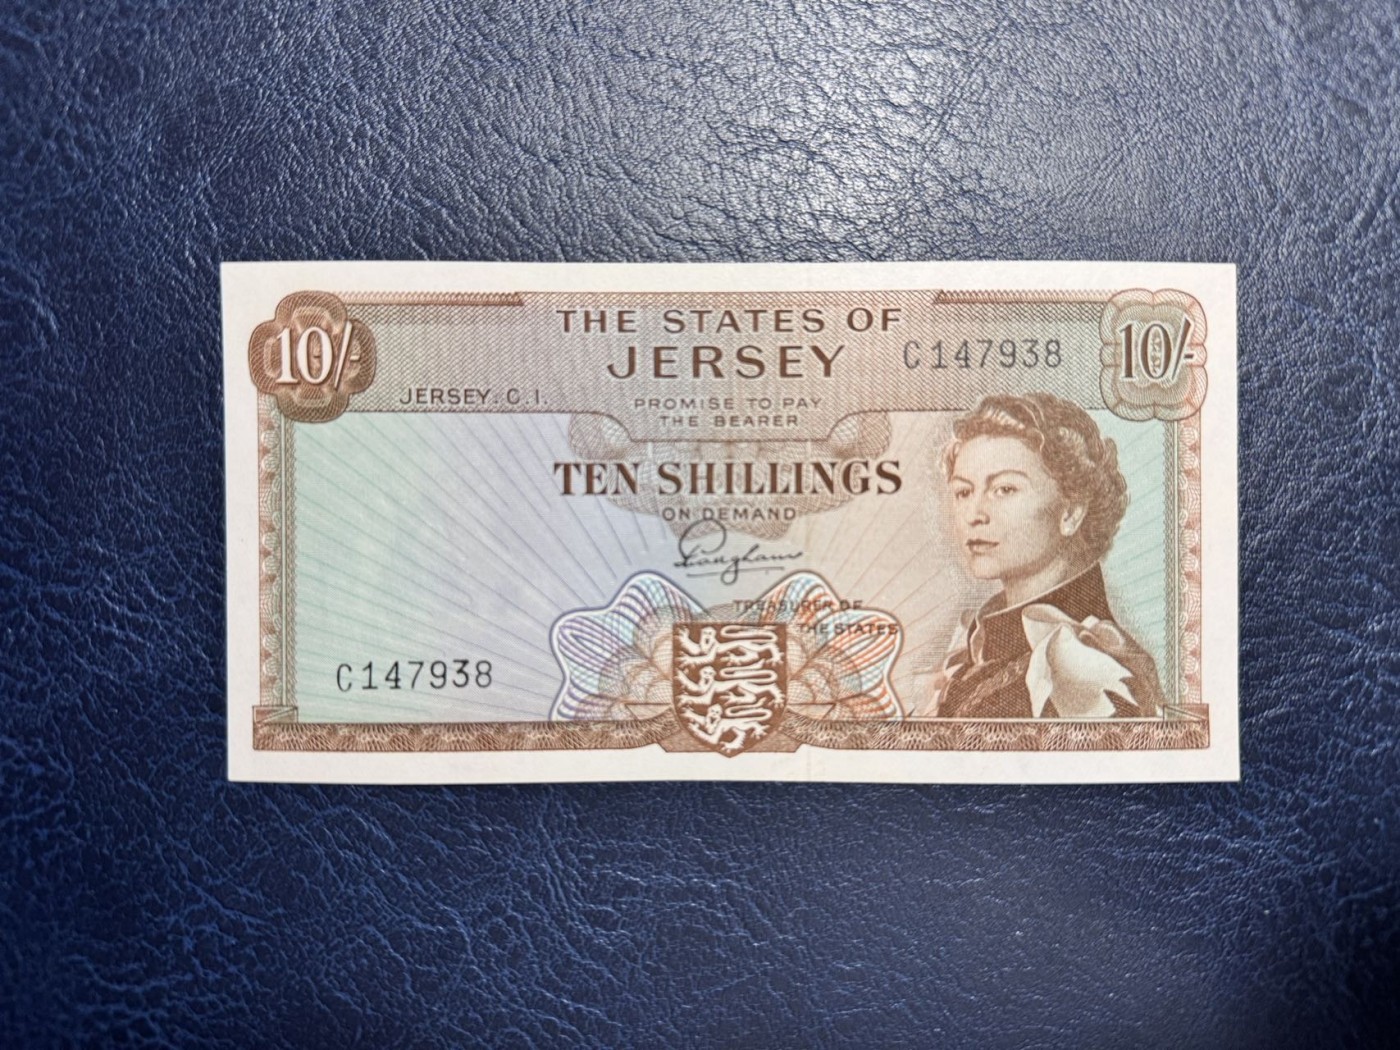 10/-
THE STATES OF
JERSEY
C147938
10/-
JERSEY. C.I.
PROMISE TO PAY
THE BEARER
TEN SHILLINGS
ON DEMAND
TREASURER OF
THE STATES
C147938